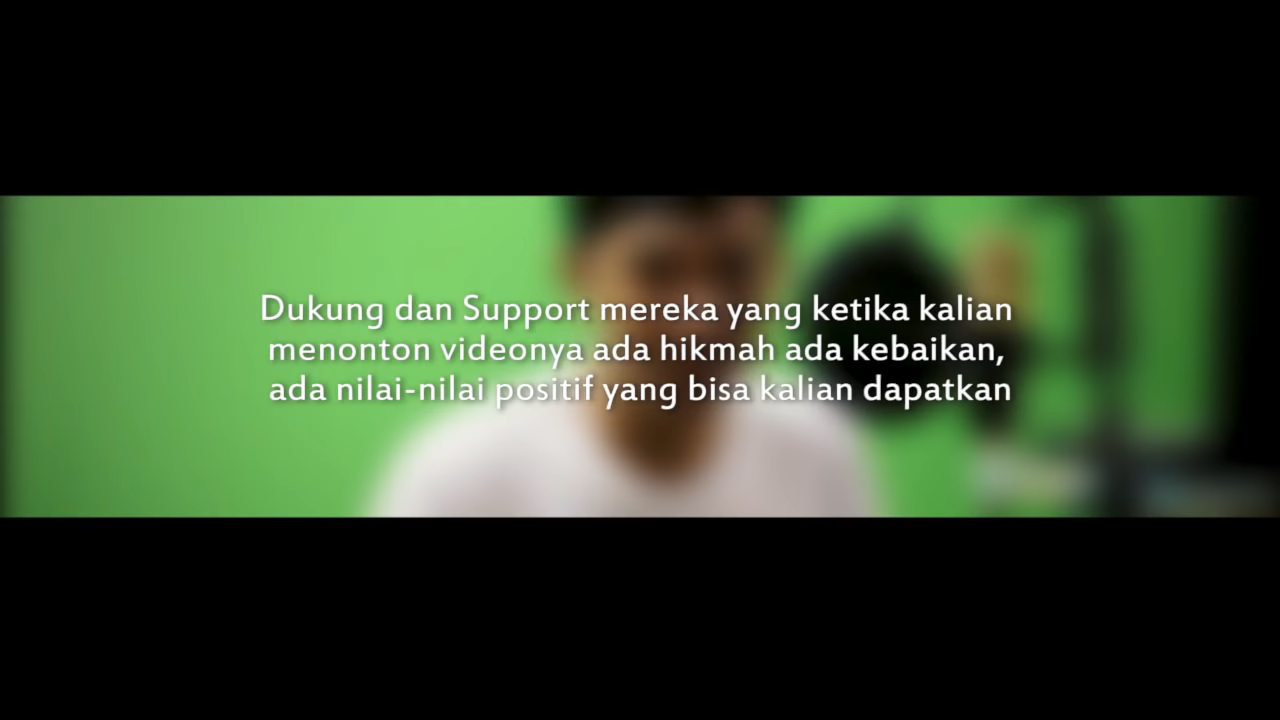 Dukung dan Support mereka yang ketika kalian
menonton videonya ada hikmah ada kebaikan,
ada nilai-nilai positif yang bisa kalian dapatkan